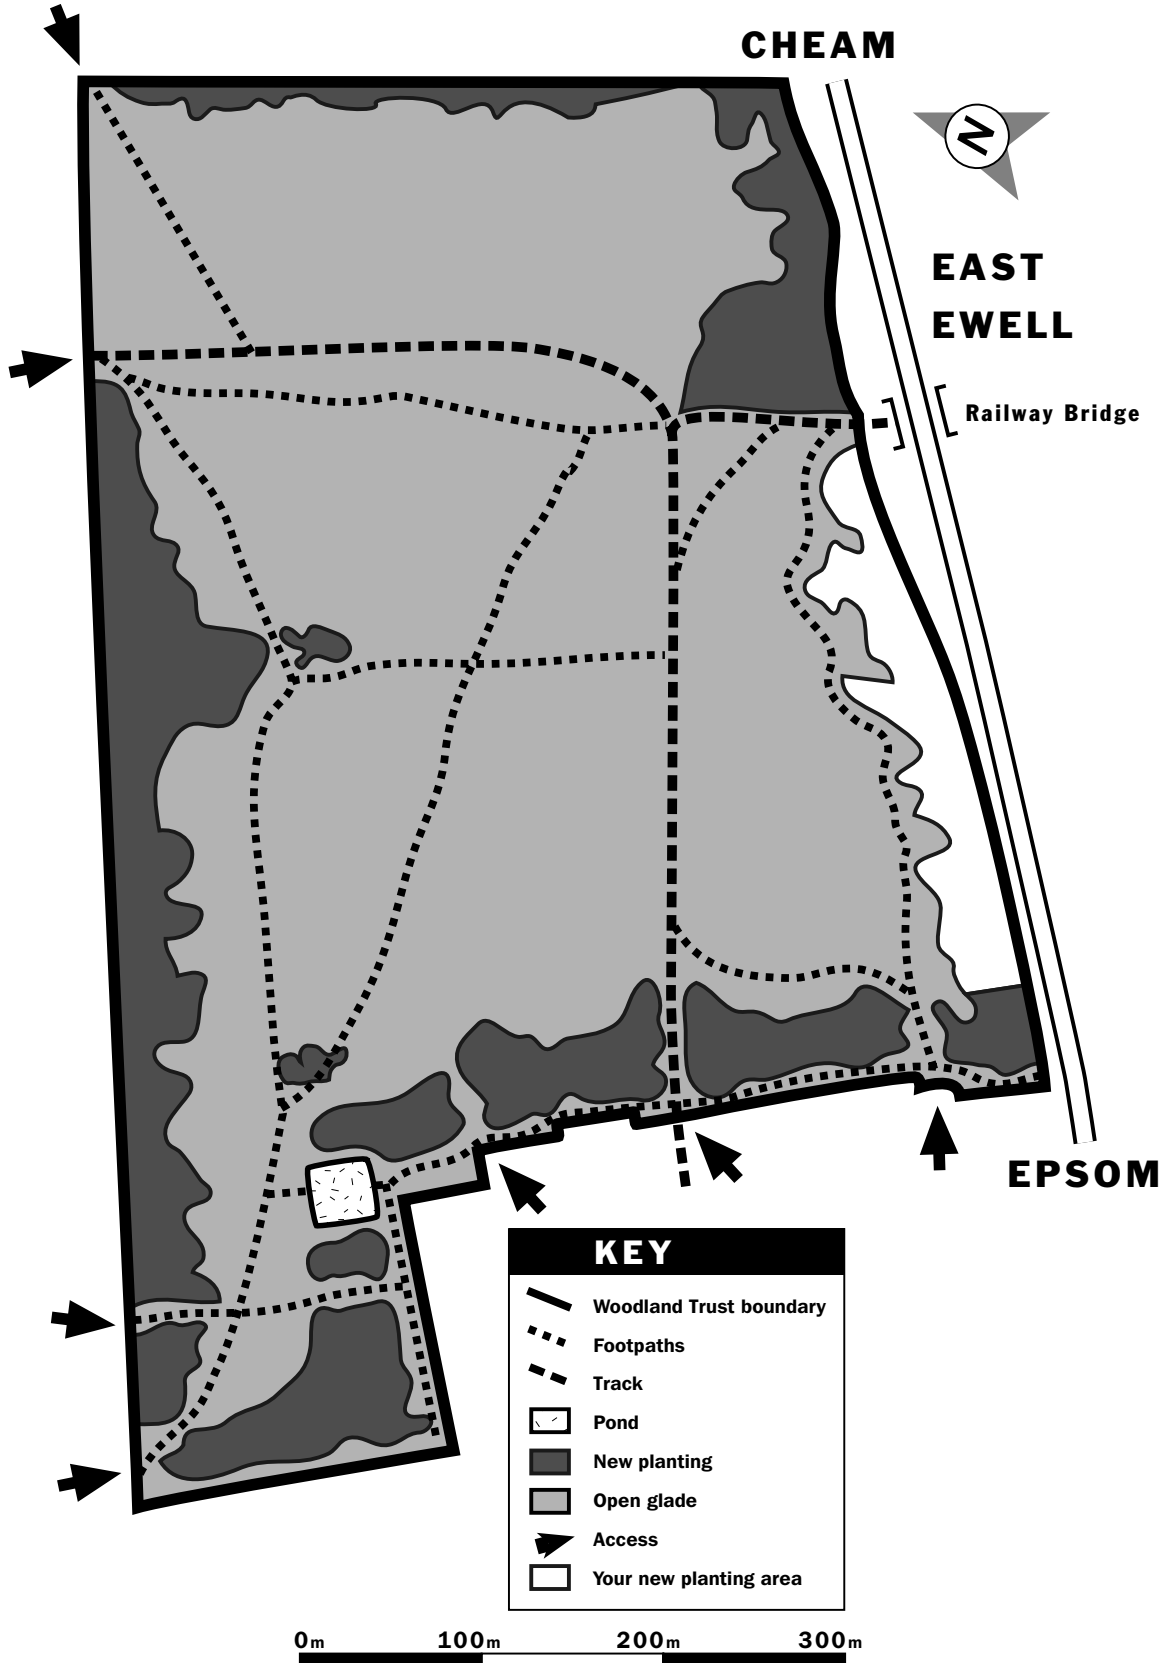 CHEAM
N
EAST
EWELL
Railway Bridge
EPSOM
KEY
Woodland Trust boundary
Footpaths
Track
Pond
New planting
Open glade
Access
Your new planting area
0m 100m 200m 300m